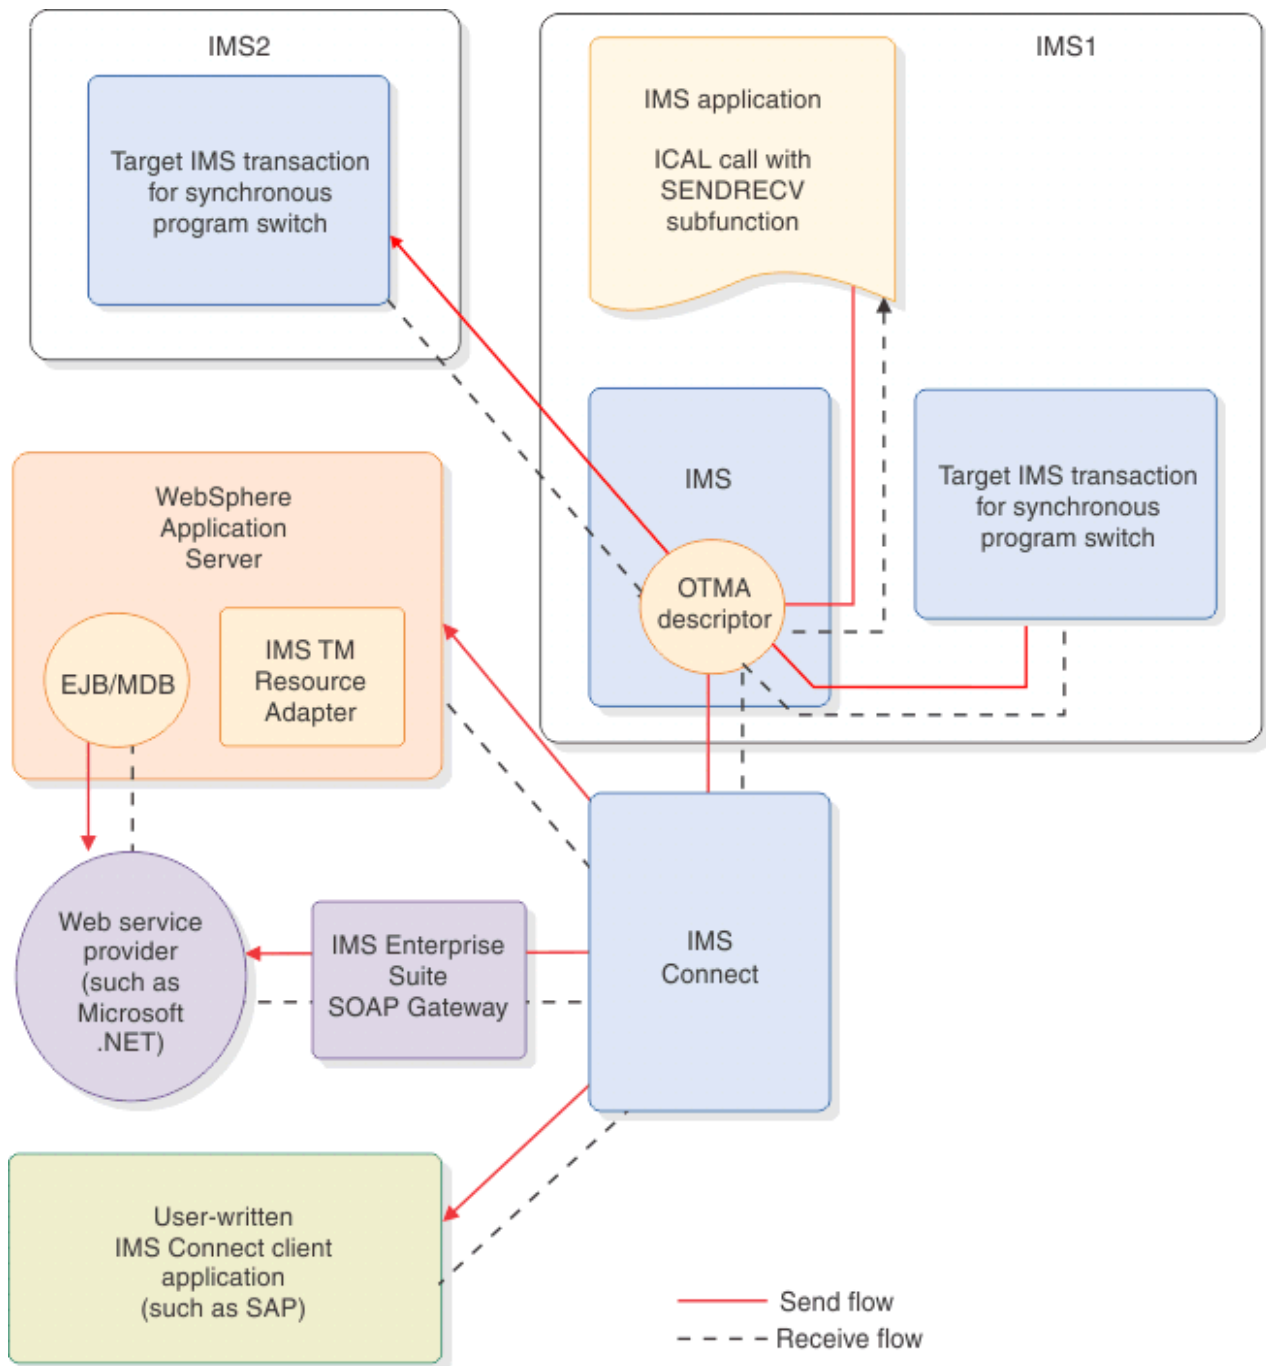 IMS2
Target IMS transaction
for synchronous
program switch
IMS1
IMS application
ICAL call with
SENDRECV
subfunction
IMS
OTMA
descriptor
Target IMS transaction
for synchronous
program switch
WebSphere
Application
Server
EJB/MDB
IMS TM
Resource
Adapter
Web service
provider
(such as
Microsoft
.NET)
IMS Enterprise
Suite
SOAP Gateway
IMS
Connect
User-written
IMS Connect client
application
(such as SAP)
Send flow
Receive flow